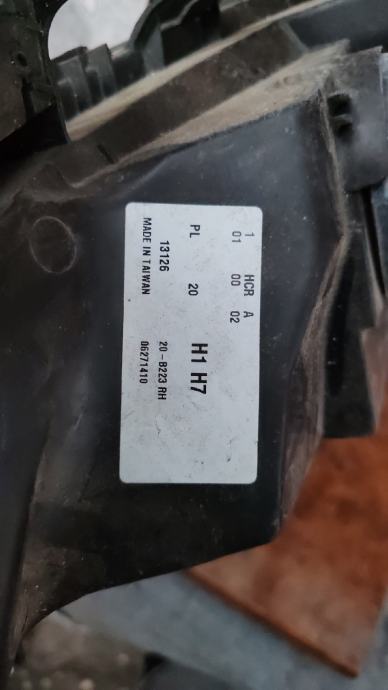 1 HCR A
01 00 02
PL 20 H1 H7
13126 20-B223 RH
MADE IN TAIWAN 06271410